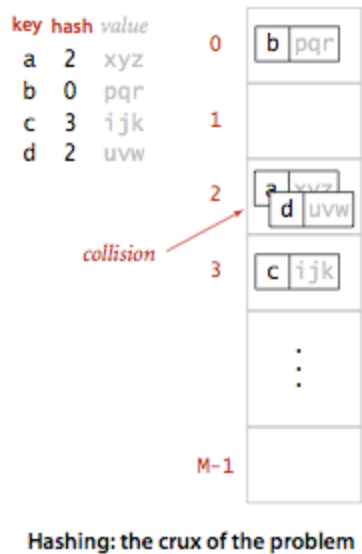 key hash value
a 2 xyz
b 0 pqr
c 3 ijk
d 2 uvw
0 b pqr
1
2 a xyz
d uvw
collision
3 c ijk
M-1
Hashing: the crux of the problem